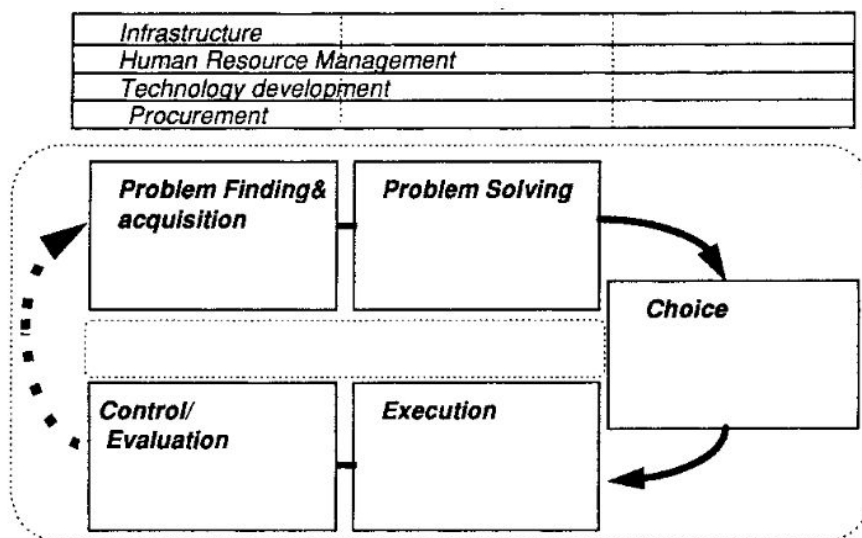 Infrastructure
Human Resource Management
Technology development
Procurement
Problem Finding&
acquisition
Problem Solving
Choice
Control/
Evaluation
Execution